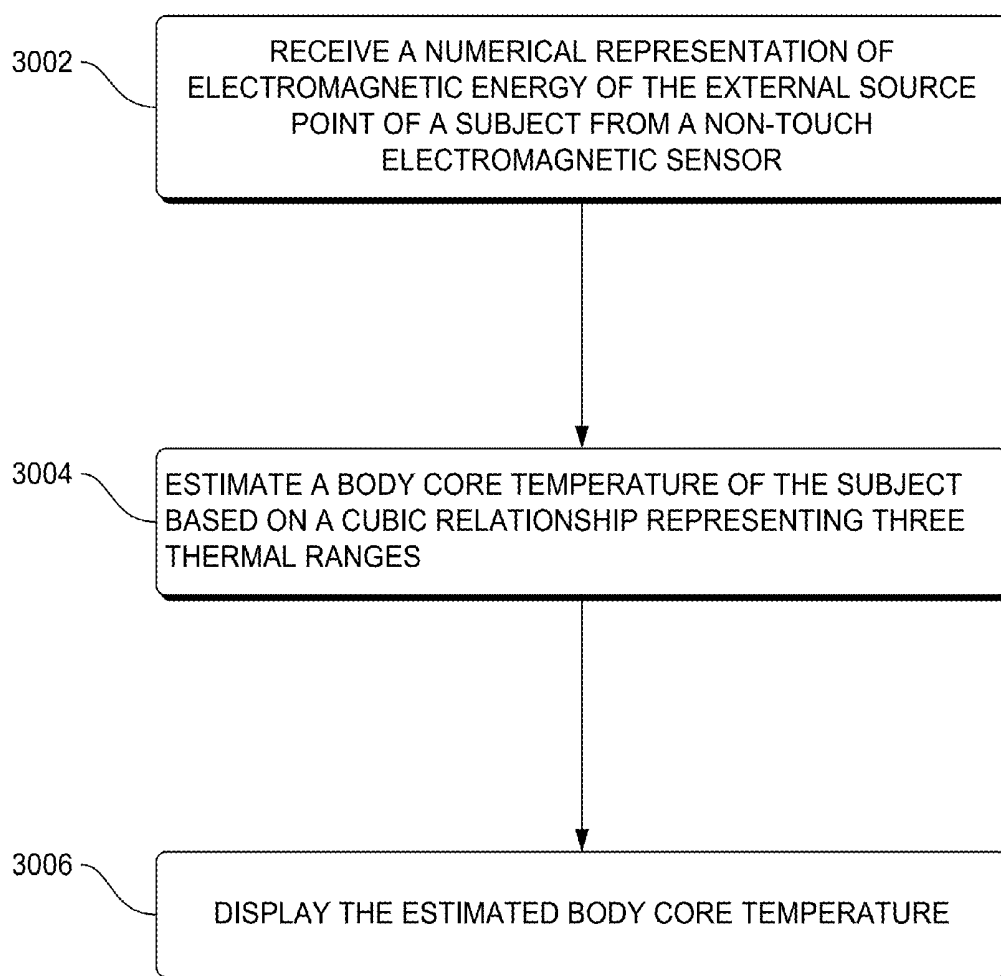 3002
RECEIVE A NUMERICAL REPRESENTATION OF
ELECTROMAGNETIC ENERGY OF THE EXTERNAL SOURCE
POINT OF A SUBJECT FROM A NON-TOUCH
ELECTROMAGNETIC SENSOR
3004
ESTIMATE A BODY CORE TEMPERATURE OF THE SUBJECT
BASED ON A CUBIC RELATIONSHIP REPRESENTING THREE
THERMAL RANGES
3006
DISPLAY THE ESTIMATED BODY CORE TEMPERATURE